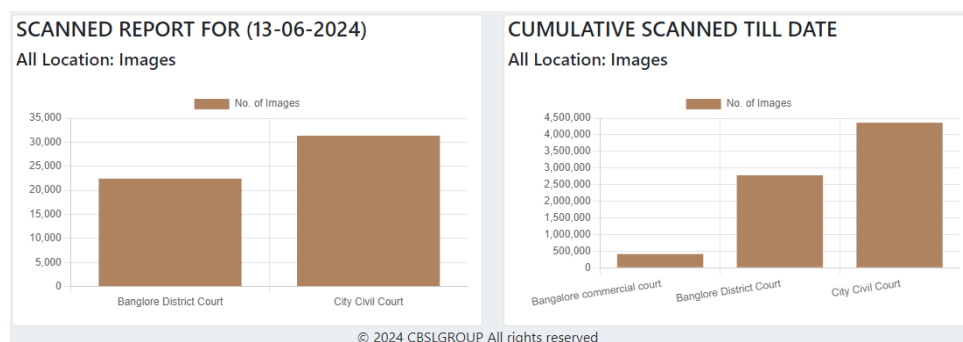 SCANNED REPORT FOR (13-06-2024)
All Location: Images
No. of Images
35,000
30,000
25,000
20,000
15,000
10,000
5,000
0
Banglore District Court
City Civil Court
CUMULATIVE SCANNED TILL DATE
All Location: Images
No. of Images
4,500,000
4,000,000
3,500,000
3,000,000
2,500,000
2,000,000
1,500,000
1,000,000
500,000
0
Bangalore commercial court
Banglore District Court
City Civil Court
© 2024 CBSLGROUP All rights reserved